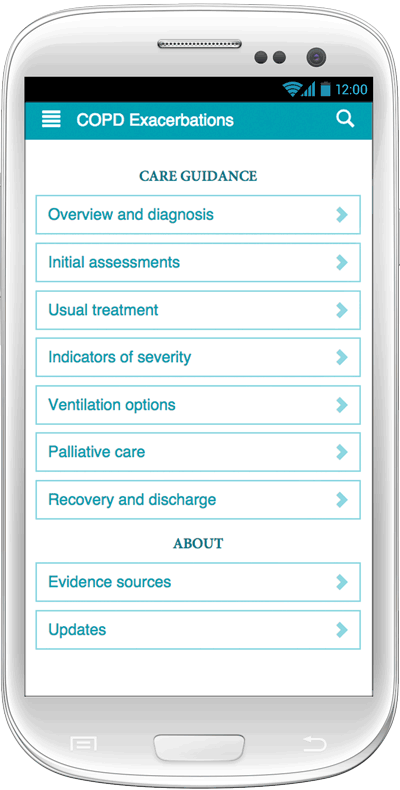 12:00
COPD Exacerbations
CARE GUIDANCE
Overview and diagnosis
Initial assessments
Usual treatment
Indicators of severity
Ventilation options
Palliative care
Recovery and discharge
ABOUT
Evidence sources
Updates